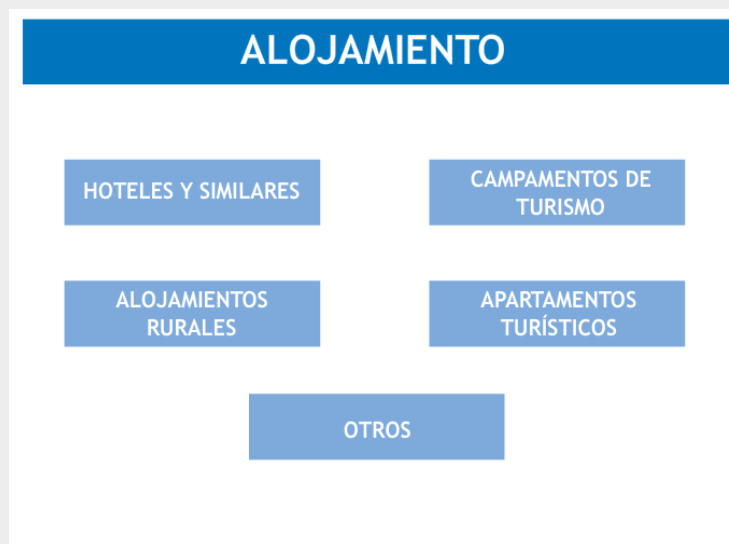 ALOJAMIENTO
HOTELES Y SIMILARES
CAMPAMENTOS DE
TURISMO
ALOJAMIENTOS
RURALES
APARTAMENTOS
TURÍSTICOS
OTROS